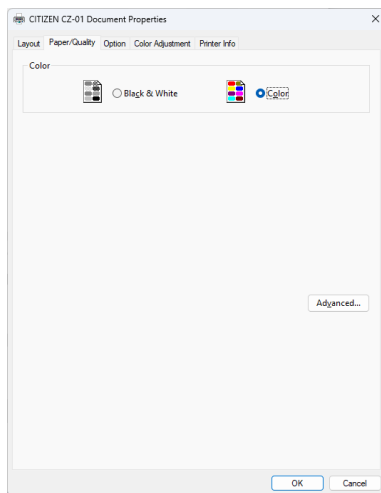 CITIZEN CZ-01 Document Properties
Layout Paper/Quality Option Color Adjustment Printer Info
Color
Black & White Color
Advanced...
OK Cancel